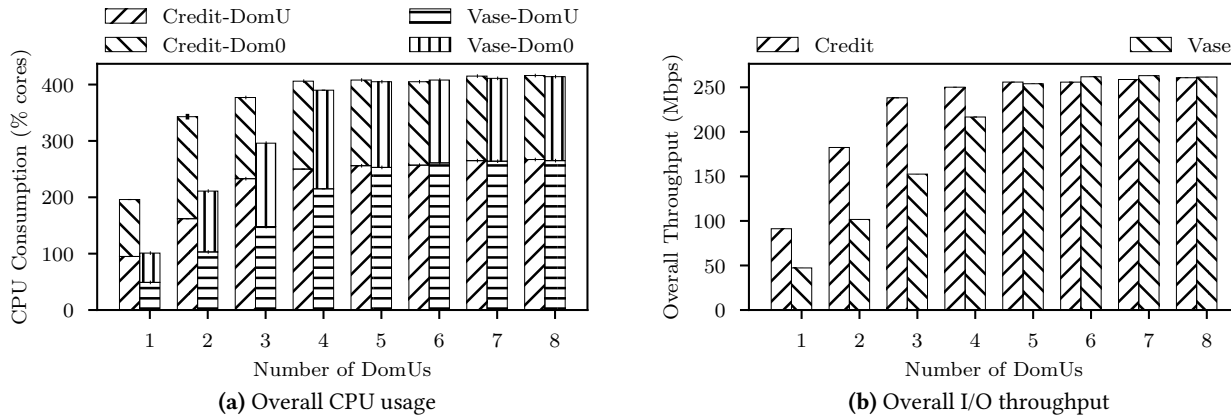 Credit-DomU Vase-DomU
Credit-Dom0 Vase-Dom0
CPU Consumption (% cores)
400
300
200
100
0
1 2 3 4 5 6 7 8
Number of DomUs
(a) Overall CPU usage
Credit Vase
Overall Throughput (Mbps)
250
200
150
100
50
0
1 2 3 4 5 6 7 8
Number of DomUs
(b) Overall I/O throughput